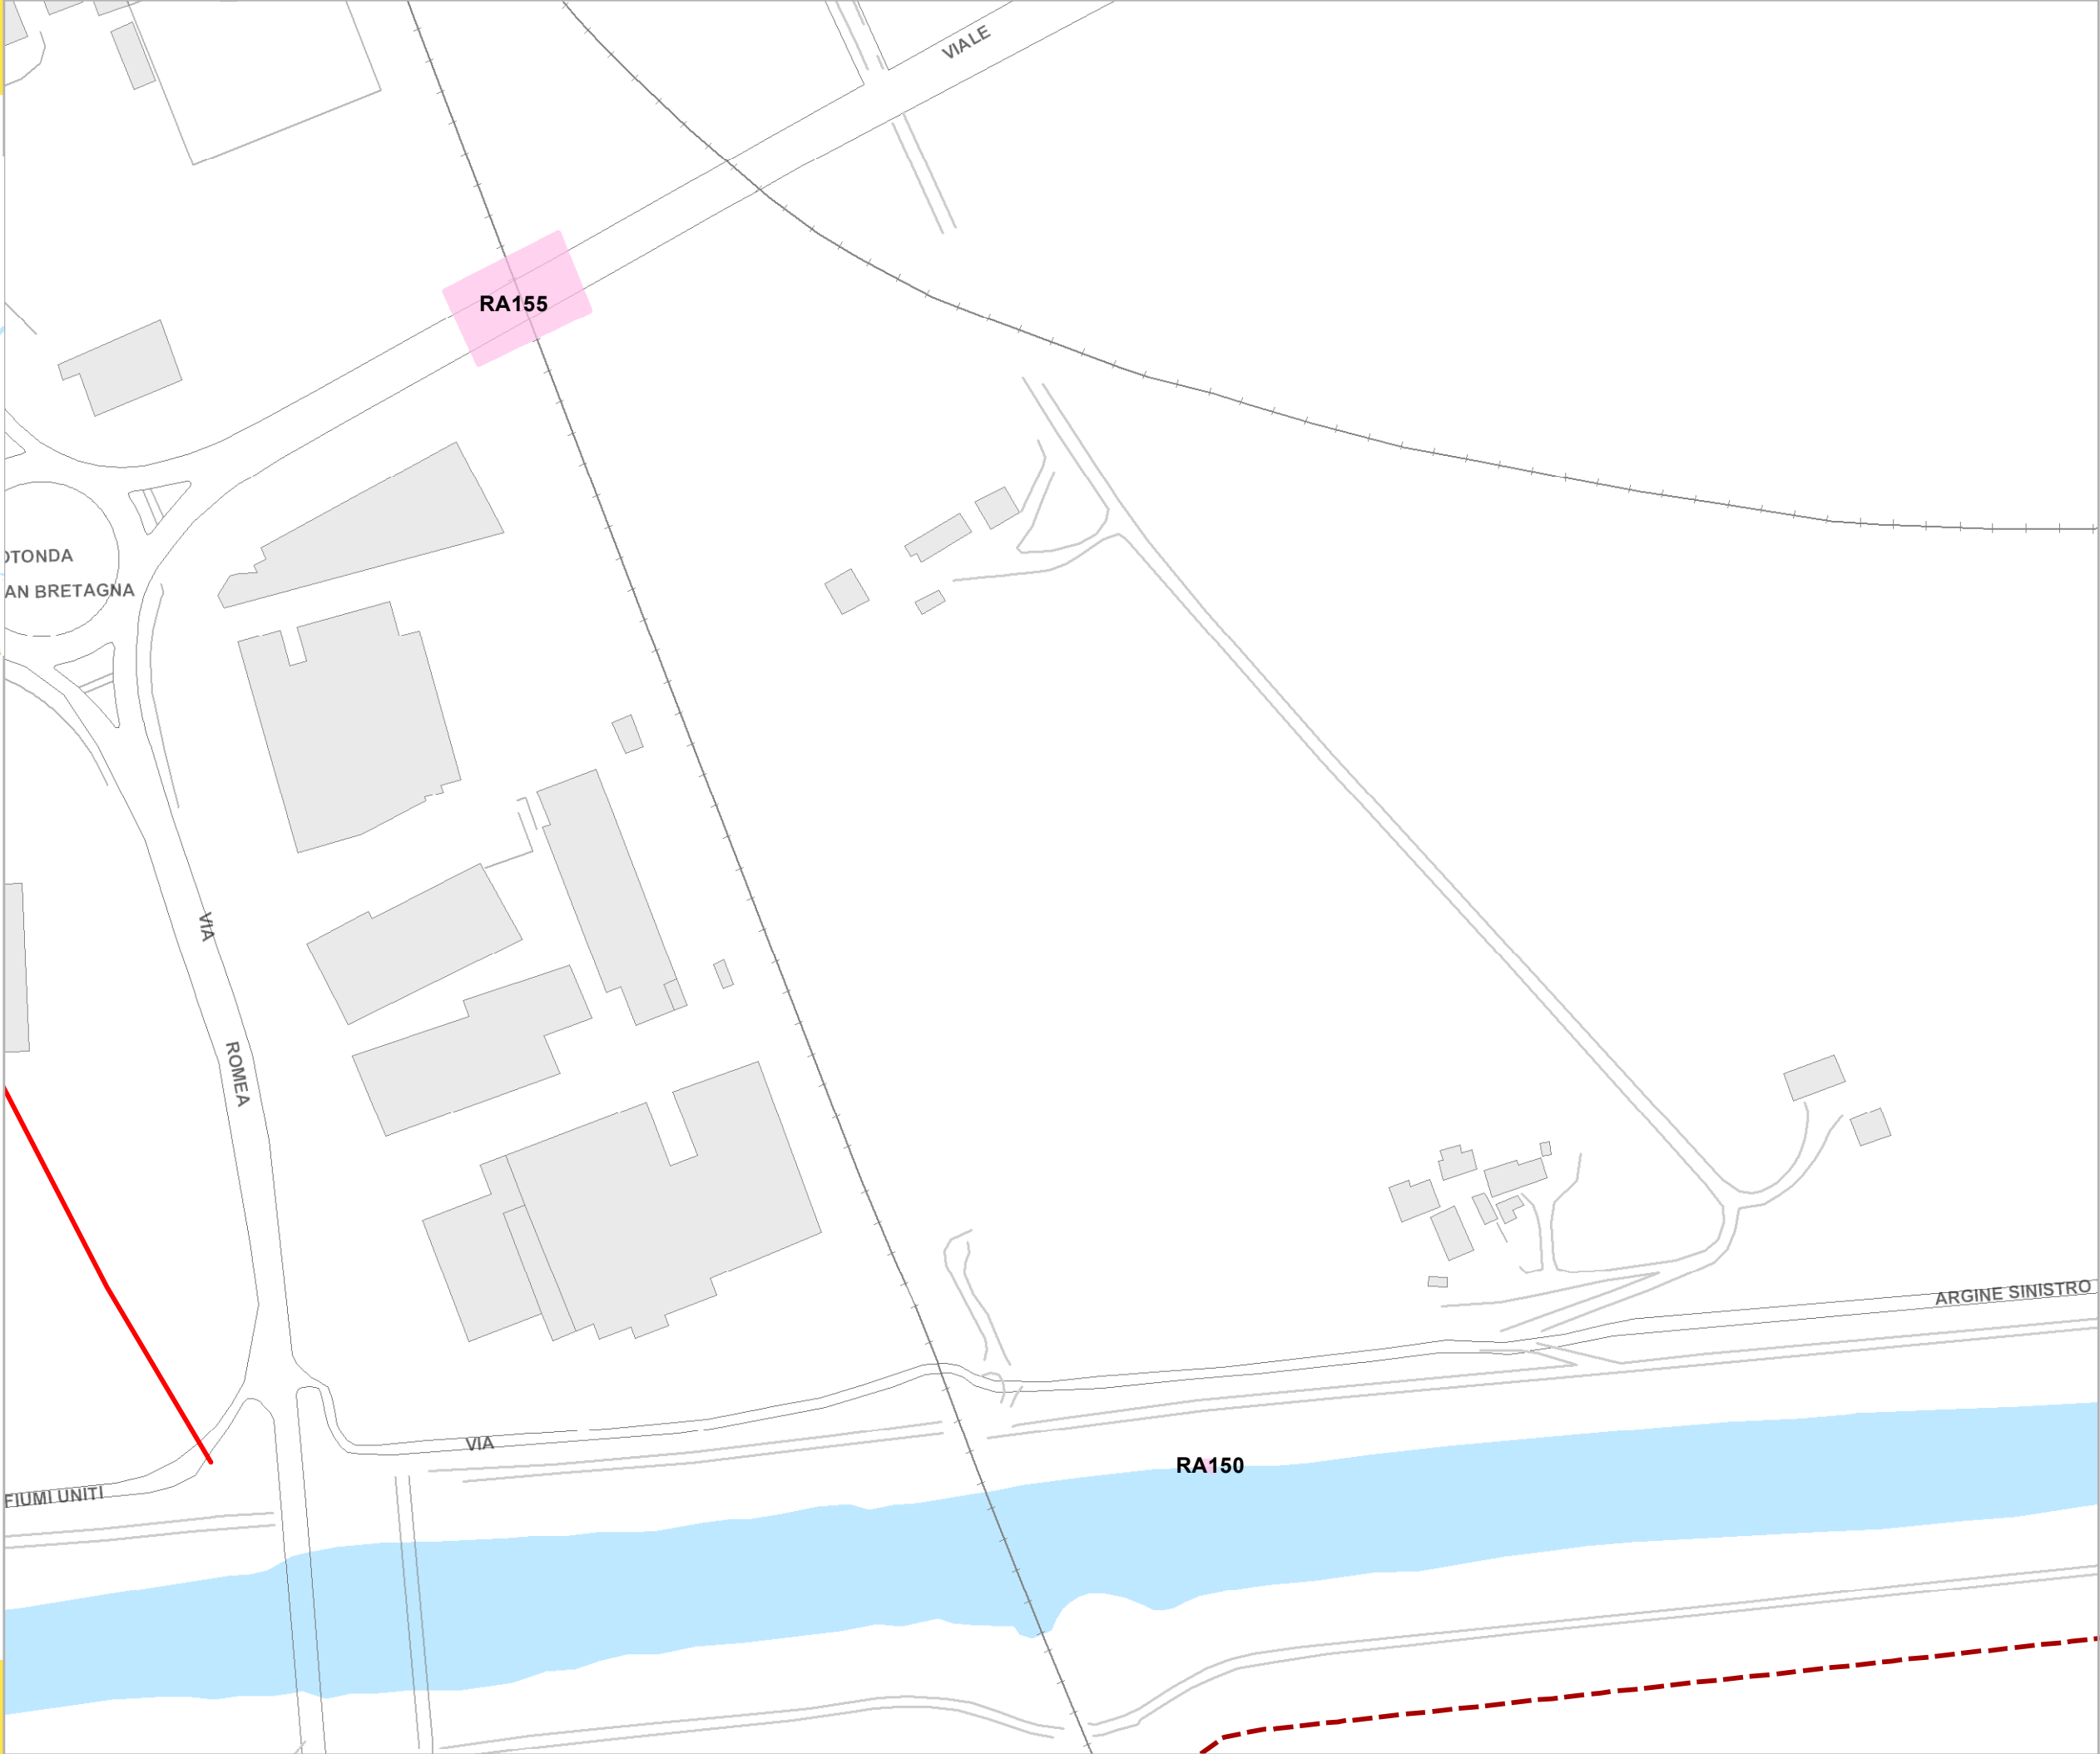 VIALE
RA155
OTONDA
AN BRETAGNA
VIA
ROMEA
ARGINE SINISTRO
VIA
RA150
FIUMI UNITI